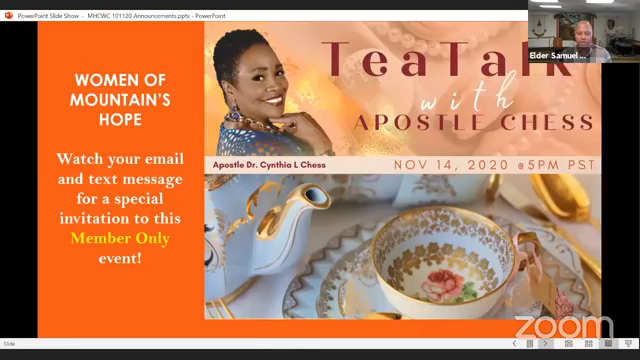 PowerPoint Slide Show - MHCWC 101120 Announcements.pptx - PowerPoint
WOMEN OF
MOUNTAIN'S
HOPE
Watch your email
and text message
for a special
invitation to this
Member Only
event!
TeaTalk
with
APOSTLE CHESS
Apostle Dr. Cynthia L Chess
NOV 14, 2020 @5PM PST
Elder Samuel ...
zoom
Slide